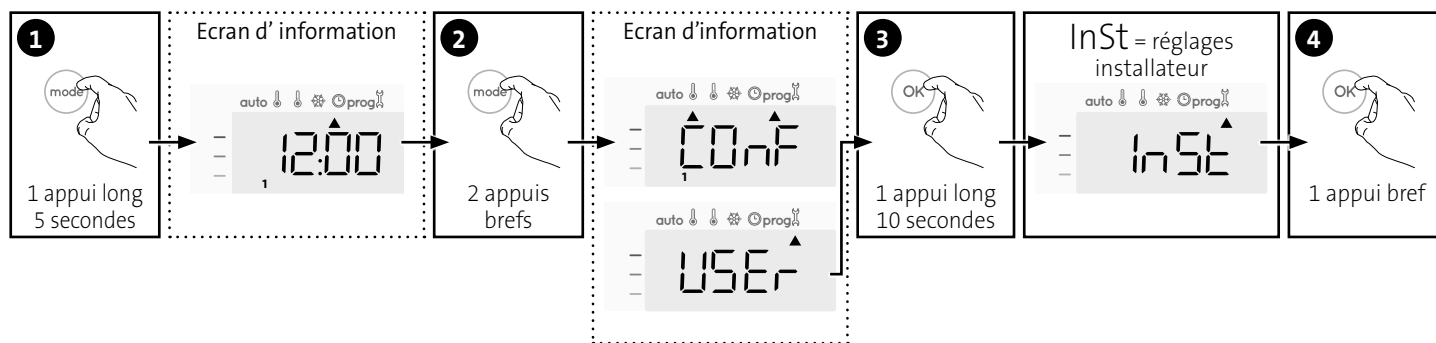 1
mode
1 appui long
5 secondes
Ecran d' information
auto prog
12:00
1
2
mode
2 appuis
brefs
Ecran d'information
auto prog
COnF
1
auto prog
USEr
3
OK
1 appui long
10 secondes
InSt = réglages
installateur
auto prog
InSt
4
OK
1 appui bref